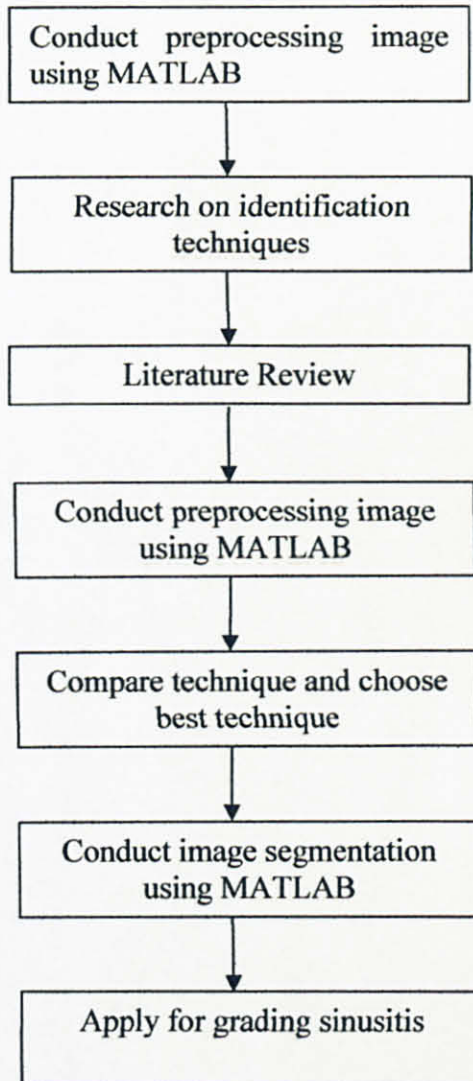 Conduct preprocessing image
using MATLAB
Research on identification
techniques
Literature Review
Conduct preprocessing image
using MATLAB
Compare technique and choose
best technique
Conduct image segmentation
using MATLAB
Apply for grading sinusitis